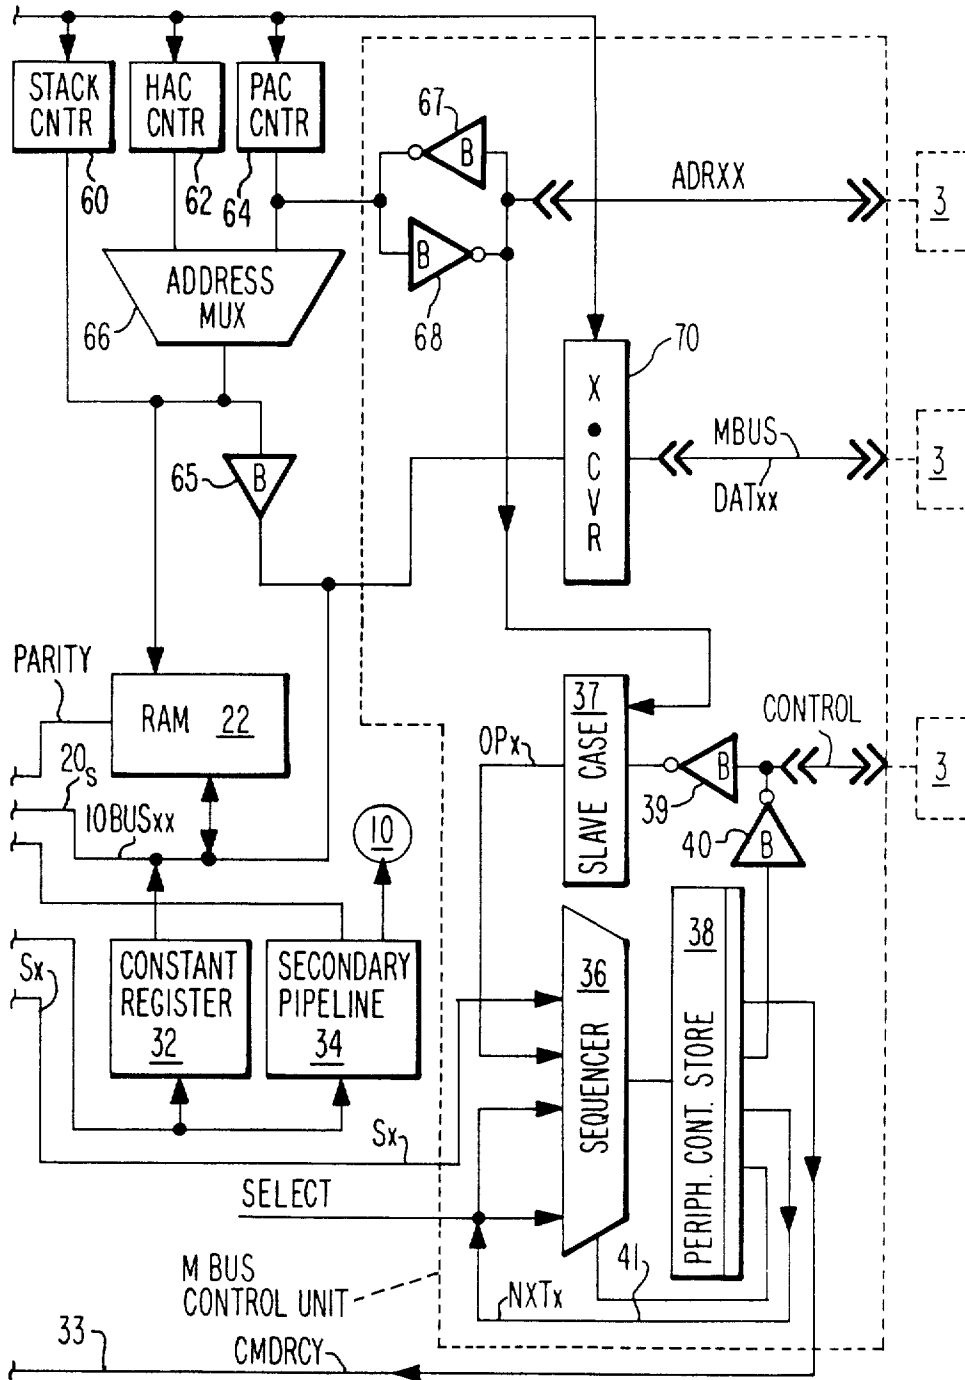 STACK CNTR
HAC CNTR
PAC CNTR
60
62
64
67
B
B
68
ADRXX
3
ADDRESS MUX
66
65
B
70
X • CVR
MBUS
DATxx
3
PARITY
RAM 22
20s
IOBUSxx
10
37
SLAVE CASE
OPx
B
39
B
40
CONTROL
3
Sx
CONSTANT REGISTER
32
SECONDARY PIPELINE
34
36
SEQUENCER
38
PERIPH. CONT. STORE
Sx
SELECT
M BUS
CONTROL UNIT
NXTx
41
33
CMDRCY